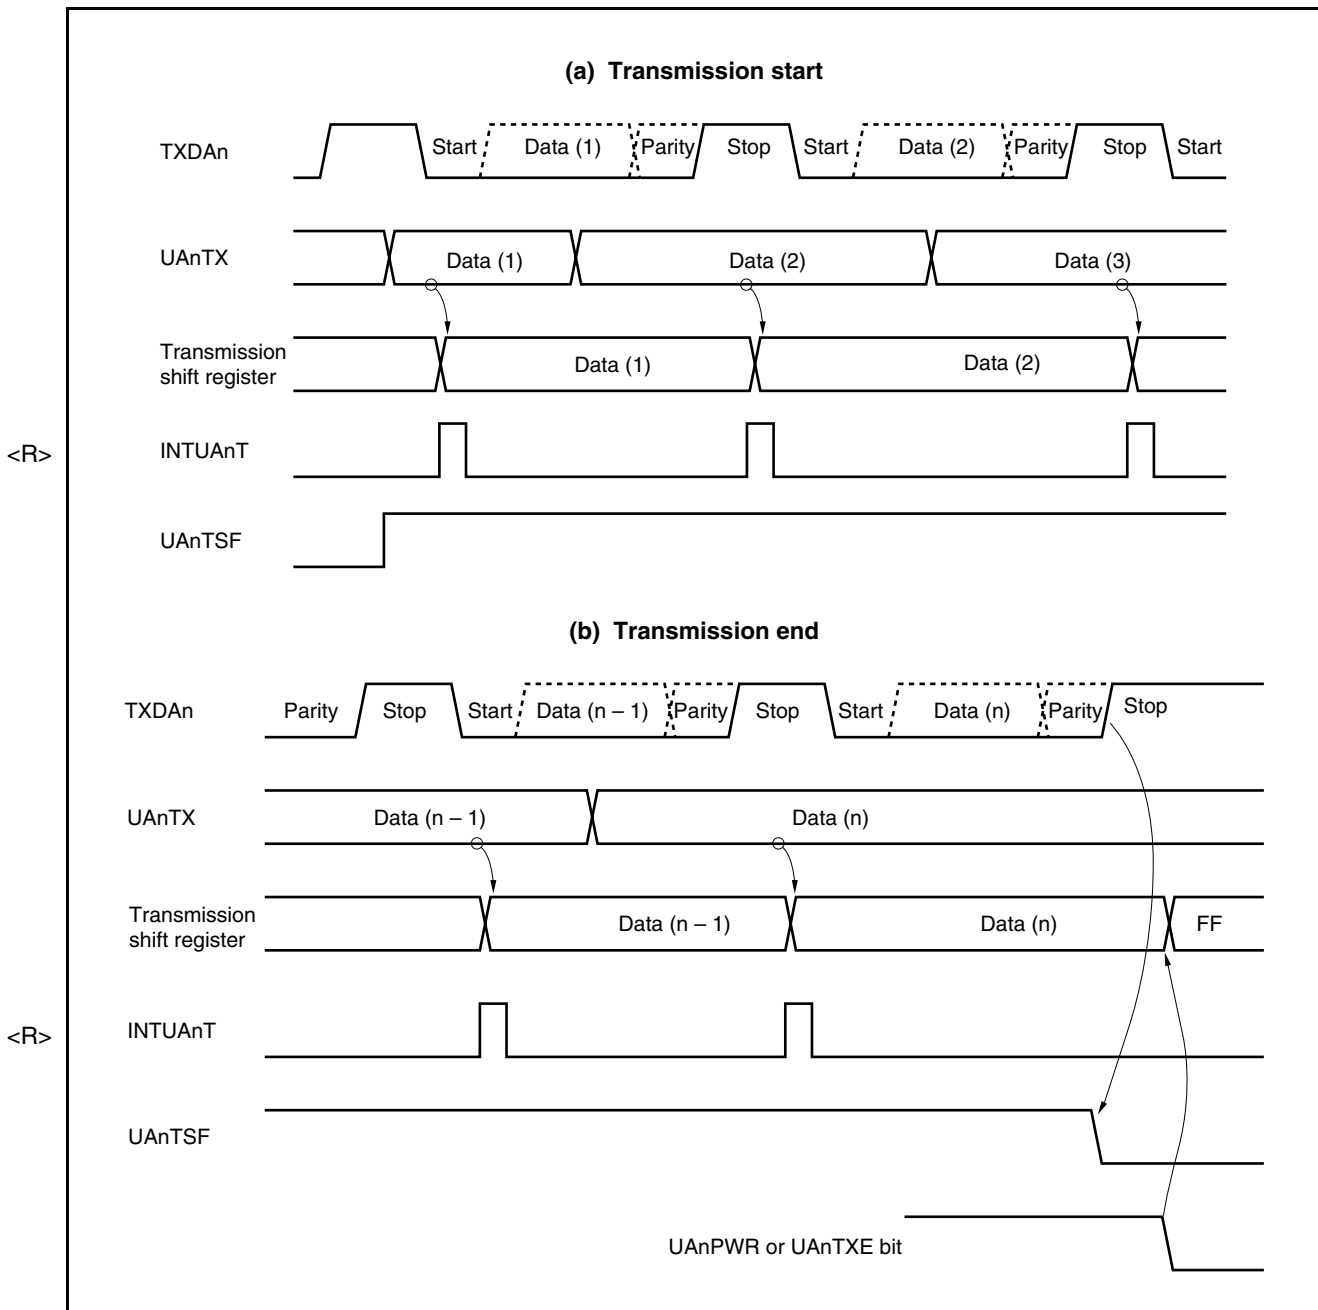 (a) Transmission start
TXDAn
Start Data (1) Parity Stop Start Data (2) Parity Stop Start
UAnTX
Data (1) Data (2) Data (3)
Transmission
shift register
Data (1) Data (2)
<R>
INTUAnT
UAnTSF
(b) Transmission end
TXDAn
Parity Stop Start Data (n – 1) Parity Stop Start Data (n) Parity Stop
UAnTX
Data (n – 1) Data (n)
Transmission
shift register
Data (n – 1) Data (n) FF
<R>
INTUAnT
UAnTSF
UAnPWR or UAnTXE bit